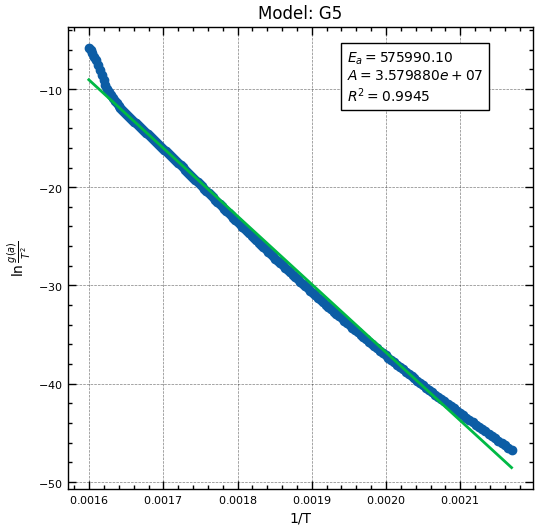 Model: G5
E_a = 575990.10
A = 3.579880e + 07
R² = 0.9945
−10
−20
−30
−40
−50
ln g(a)/T²
0.0016 0.0017 0.0018 0.0019 0.0020 0.0021
1/T